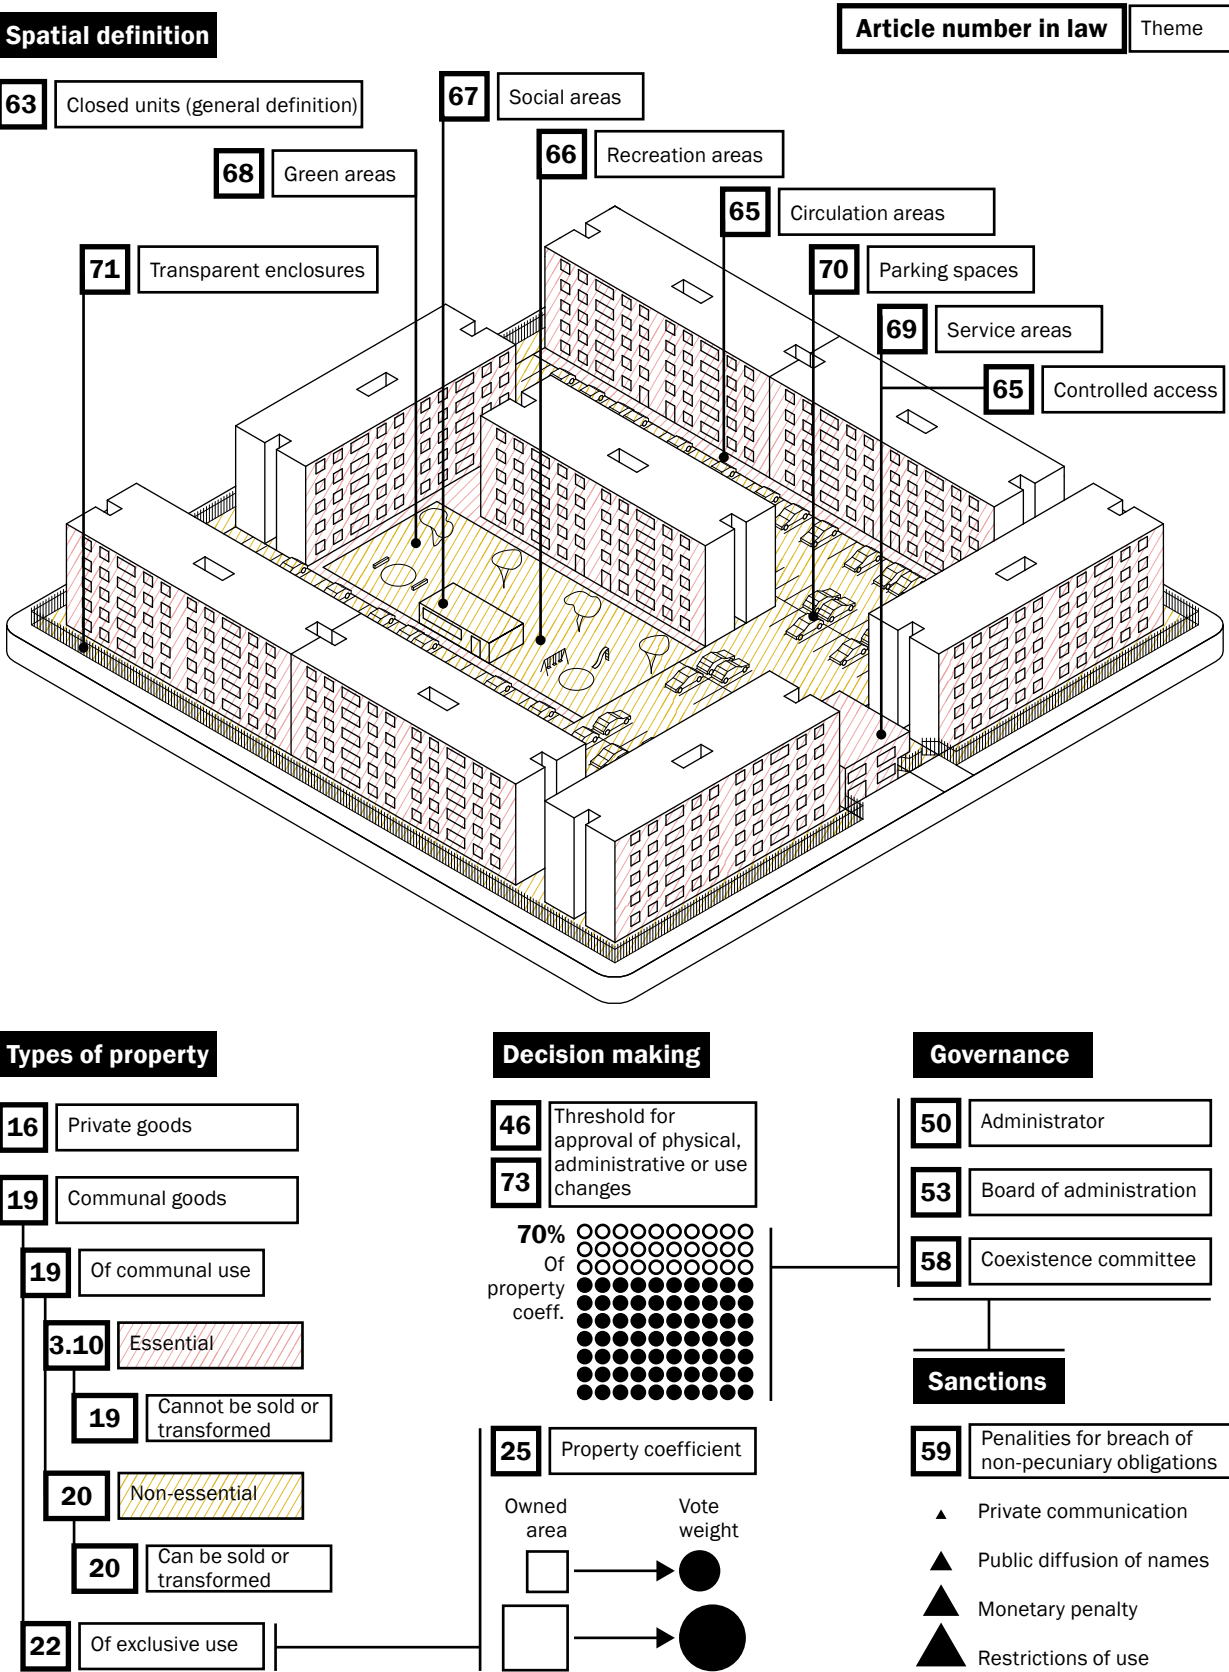 Spatial definition
Article number in law
Theme
63
Closed units (general definition)
67
Social areas
66
Recreation areas
68
Green areas
65
Circulation areas
71
Transparent enclosures
70
Parking spaces
69
Service areas
65
Controlled access
Types of property
16
Private goods
19
Communal goods
19
Of communal use
3.10
Essential
19
Cannot be sold or
transformed
20
Non-essential
20
Can be sold or
transformed
22
Of exclusive use
Decision making
46
73
Threshold for
approval of physical,
administrative or use
changes
70%
Of
property
coeff.
25
Property coefficient
Owned
area
Vote
weight
Governance
50
Administrator
53
Board of administration
58
Coexistence committee
Sanctions
59
Penalities for breach of
non-pecuniary obligations
Private communication
Public diffusion of names
Monetary penalty
Restrictions of use